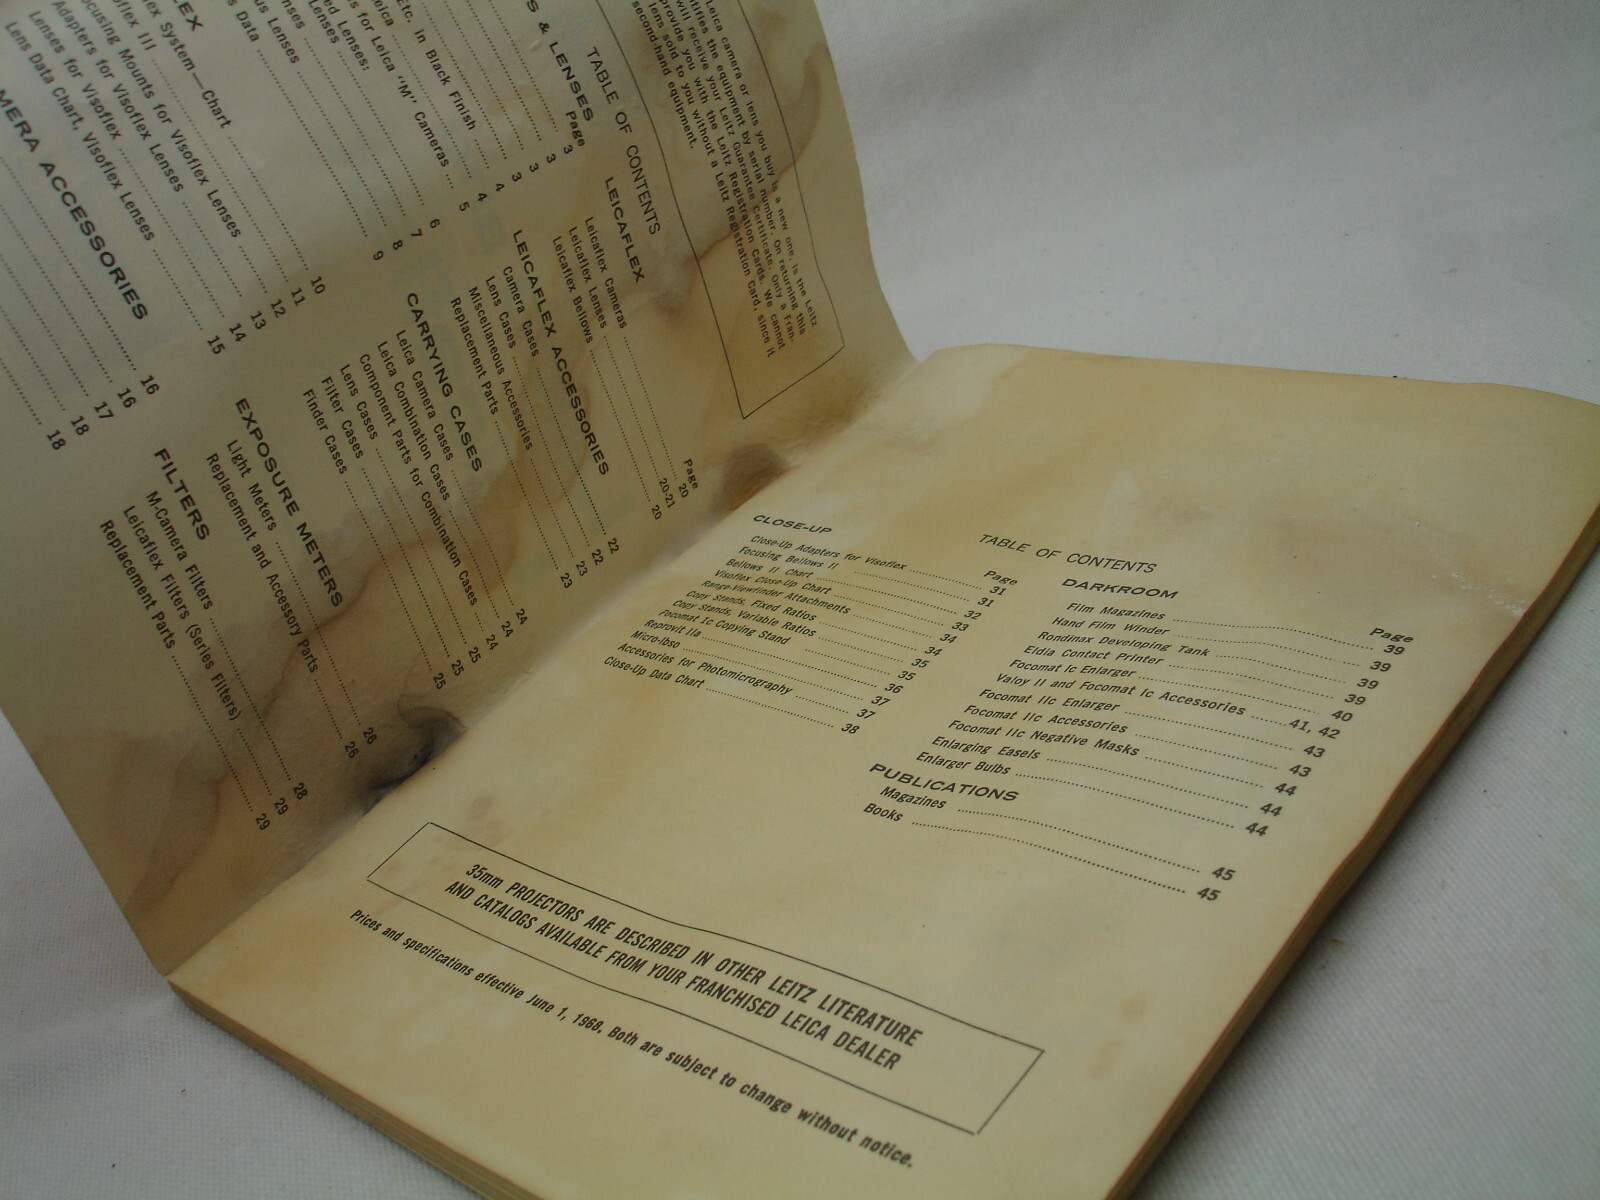 Leica camera or lens you buy is a new one, is the Leitz
the equipment by serial number. On returning this
will receive your Leitz Guarantee Certificate. Only a Fran-
provide you with the Leitz Registration Cards. We cannot
lens sold to you without a Leitz Registration Card, since it
second-hand equipment.
TABLE OF CONTENTS
& LENSES
Page
3
3
3
Etc. in Black Finish 4
for Leica "M" Cameras 4
Lenses: 5
Lenses 6
Lenses 7
8
Data 9
System—Chart 10
III 11
Mounts for Visoflex Lenses 12
Adapters for Visoflex Lenses 13
Lenses for Visoflex 14
Lens Data Chart, Visoflex Lenses 15
ACCESSORIES
16
16
17
18
18
LEICAFLEX
Page
Leicaflex Cameras 20
Leicaflex Lenses 20-21
Leicaflex Bellows 20
LEICAFLEX ACCESSORIES
Camera Cases 22
Lens Cases 22
Miscellaneous Accessories 23
Replacement Parts 23
CARRYING CASES
Leica Camera Cases 24
Leica Combination Cases 24
Component Parts for Combination Cases 24
Lens Cases 25
Filter Cases 25
Finder Cases 25
EXPOSURE METERS
Light Meters 26
Replacement and Accessory Parts 26
FILTERS
M-Camera Filters 28
Leicaflex Filters (Series Filters) 29
Replacement Parts 29
TABLE OF CONTENTS
CLOSE-UP
Page
Close-Up Adapters for Visoflex 31
Focusing Bellows II 31
Bellows II Chart 32
Visoflex Close-Up Chart 33
Range-Viewfinder Attachments 34
Copy Stands, Fixed Ratios 34
Copy Stands, Variable Ratios 35
Focomat Ic Copying Stand 35
Reprovit IIa 36
Micro-Ibso 37
Accessories for Photomicrography 37
Close-Up Data Chart 38
DARKROOM
Page
Film Magazines 39
Hand Film Winder 39
Rondinax Developing Tank 39
Eldia Contact Printer 39
Focomat Ic Enlarger 40
Valoy II and Focomat Ic Accessories 41, 42
Focomat IIc Enlarger 43
Focomat IIc Accessories 43
Focomat IIc Negative Masks 44
Enlarging Easels 44
Enlarger Bulbs 44
PUBLICATIONS
Magazines 45
Books 45
35mm PROJECTORS ARE DESCRIBED IN OTHER LEITZ LITERATURE
AND CATALOGS AVAILABLE FROM YOUR FRANCHISED LEICA DEALER
Prices and specifications effective June 1, 1968. Both are subject to change without notice.